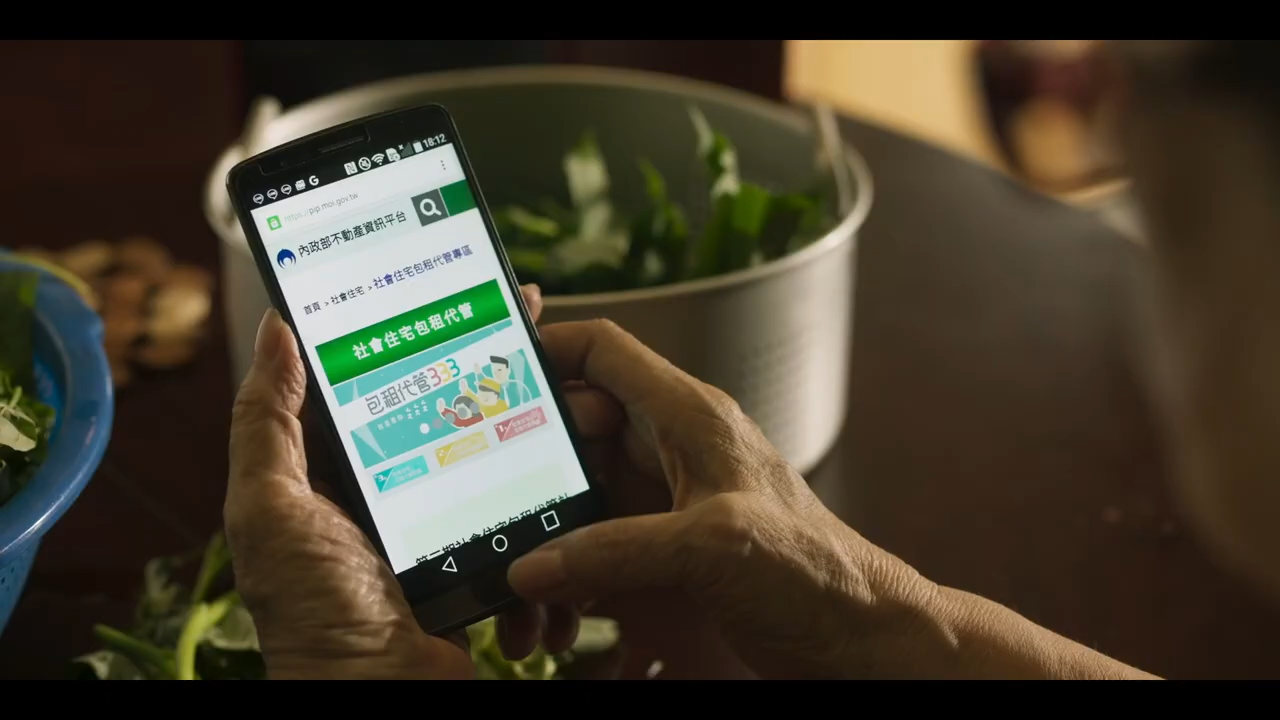 18:12
https://pip.moi.gov.tw
內政部不動產資訊平台
首頁 > 社會住宅 > 社會住宅包租代管專區
社會住宅包租代管
包租代管333